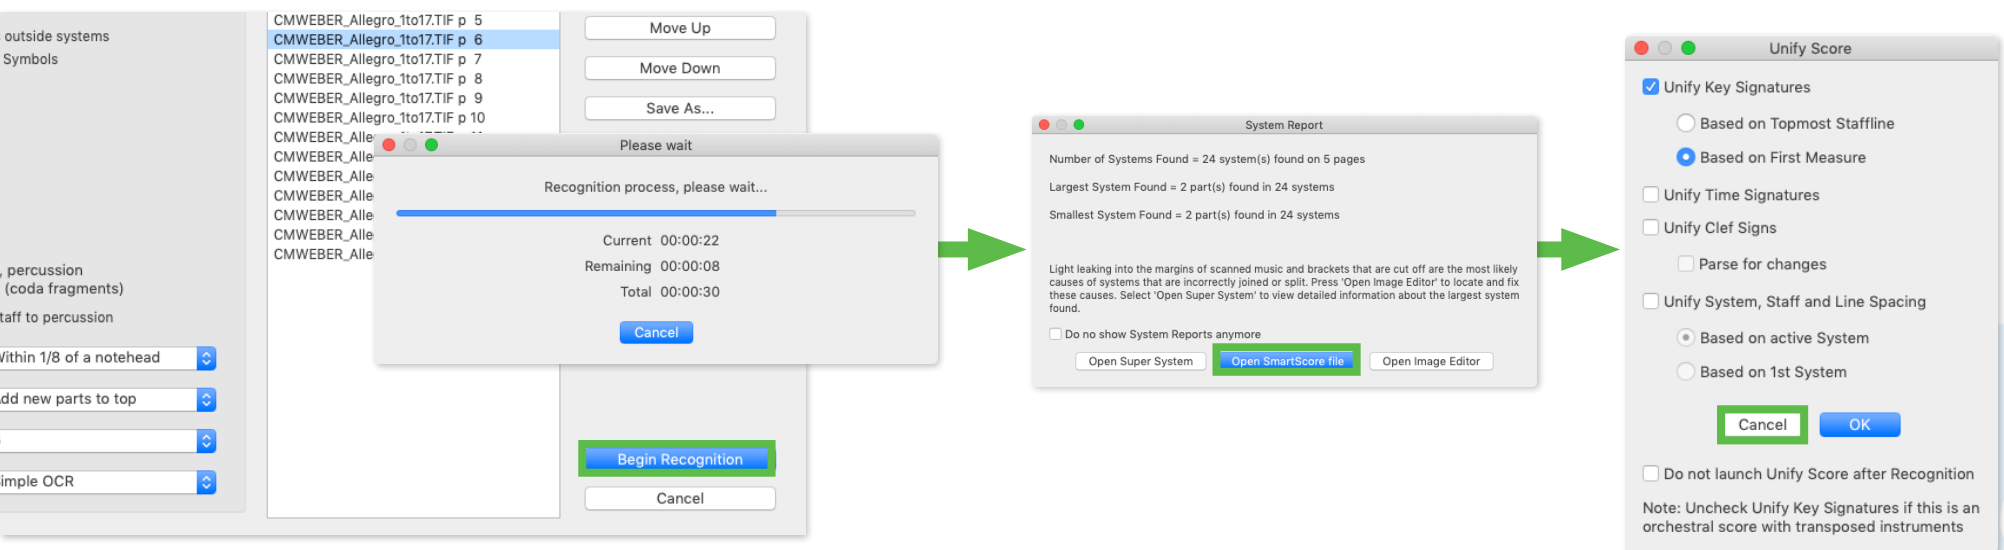 outside systems
Symbols
, percussion
(coda fragments)
taff to percussion
Within 1/8 of a notehead
Add new parts to top
Simple OCR
CMWEBER_Allegro_1to17.TIF p 5
CMWEBER_Allegro_1to17.TIF p 6
CMWEBER_Allegro_1to17.TIF p 7
CMWEBER_Allegro_1to17.TIF p 8
CMWEBER_Allegro_1to17.TIF p 9
CMWEBER_Allegro_1to17.TIF p 10
CMWEBER_Alle
CMWEBER_Alle
CMWEBER_Alle
CMWEBER_Alle
CMWEBER_Alle
CMWEBER_Alle
Move Up
Move Down
Save As...
Please wait
Recognition process, please wait...
Current 00:00:22
Remaining 00:00:08
Total 00:00:30
Cancel
Begin Recognition
Cancel
System Report
Number of Systems Found = 24 system(s) found on 5 pages
Largest System Found = 2 part(s) found in 24 systems
Smallest System Found = 2 part(s) found in 24 systems
Light leaking into the margins of scanned music and brackets that are cut off are the most likely
causes of systems that are incorrectly joined or split. Press 'Open Image Editor' to locate and fix
these causes. Select 'Open Super System' to view detailed information about the largest system
found.
Do no show System Reports anymore
Open Super System
Open SmartScore file
Open Image Editor
Unify Score
Unify Key Signatures
Based on Topmost Staffline
Based on First Measure
Unify Time Signatures
Unify Clef Signs
Parse for changes
Unify System, Staff and Line Spacing
Based on active System
Based on 1st System
Cancel
OK
Do not launch Unify Score after Recognition
Note: Uncheck Unify Key Signatures if this is an
orchestral score with transposed instruments